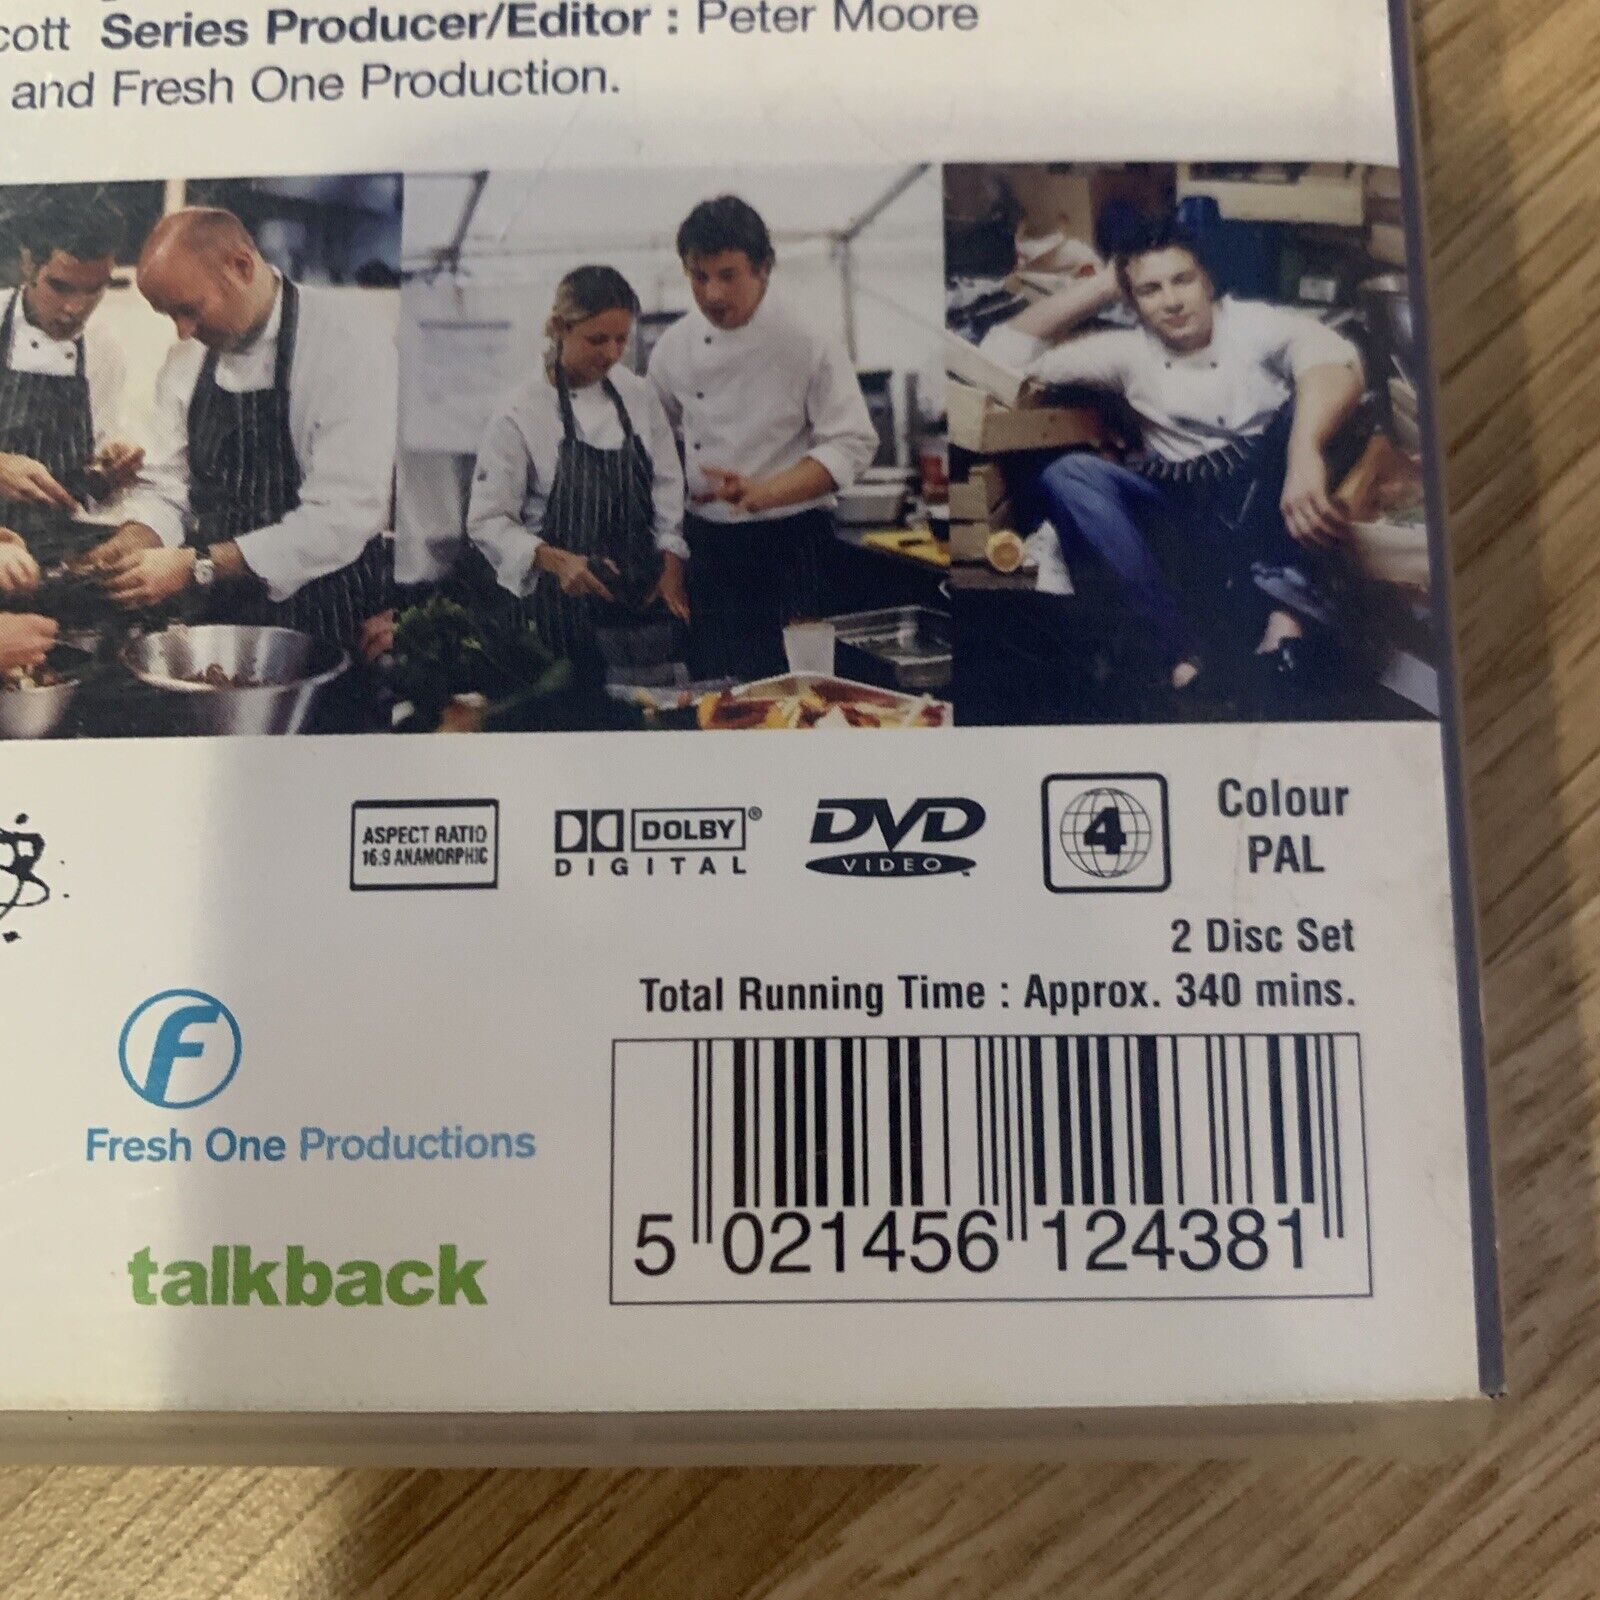 cott Series Producer/Editor : Peter Moore
and Fresh One Production.
ASPECT RATIO
16:9 ANAMORPHIC
DOLBY®
DIGITAL
DVD
VIDEO™
4
Colour
PAL
2 Disc Set
Total Running Time : Approx. 340 mins.
F
Fresh One Productions
talkback
5 021456 124381